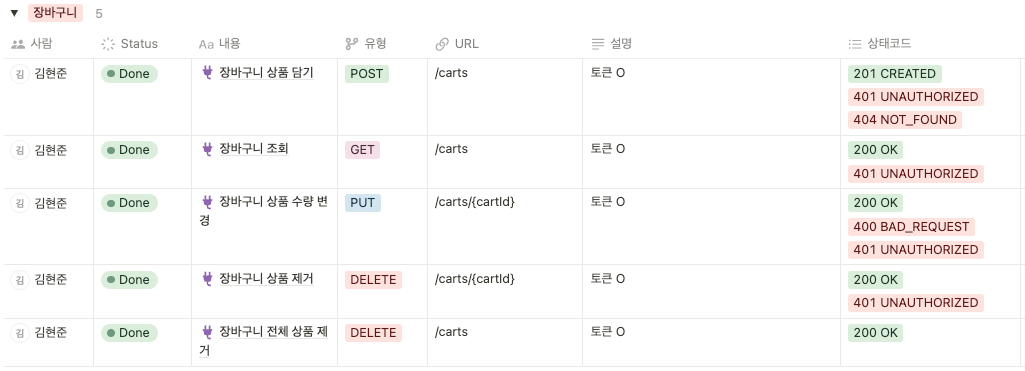 장바구니 5
사람 Status Aa 내용 유형 URL 설명 상태코드
김 김현준 Done 장바구니 상품 담기 POST /carts 토큰 O 201 CREATED
401 UNAUTHORIZED
404 NOT_FOUND
김 김현준 Done 장바구니 조회 GET /carts 토큰 O 200 OK
401 UNAUTHORIZED
김 김현준 Done 장바구니 상품 수량 변 PUT /carts/{cartId} 토큰 O 200 OK
경 400 BAD_REQUEST
401 UNAUTHORIZED
김 김현준 Done 장바구니 상품 제거 DELETE /carts/{cartId} 토큰 O 200 OK
401 UNAUTHORIZED
김 김현준 Done 장바구니 전체 상품 제 DELETE /carts 토큰 O 200 OK
거